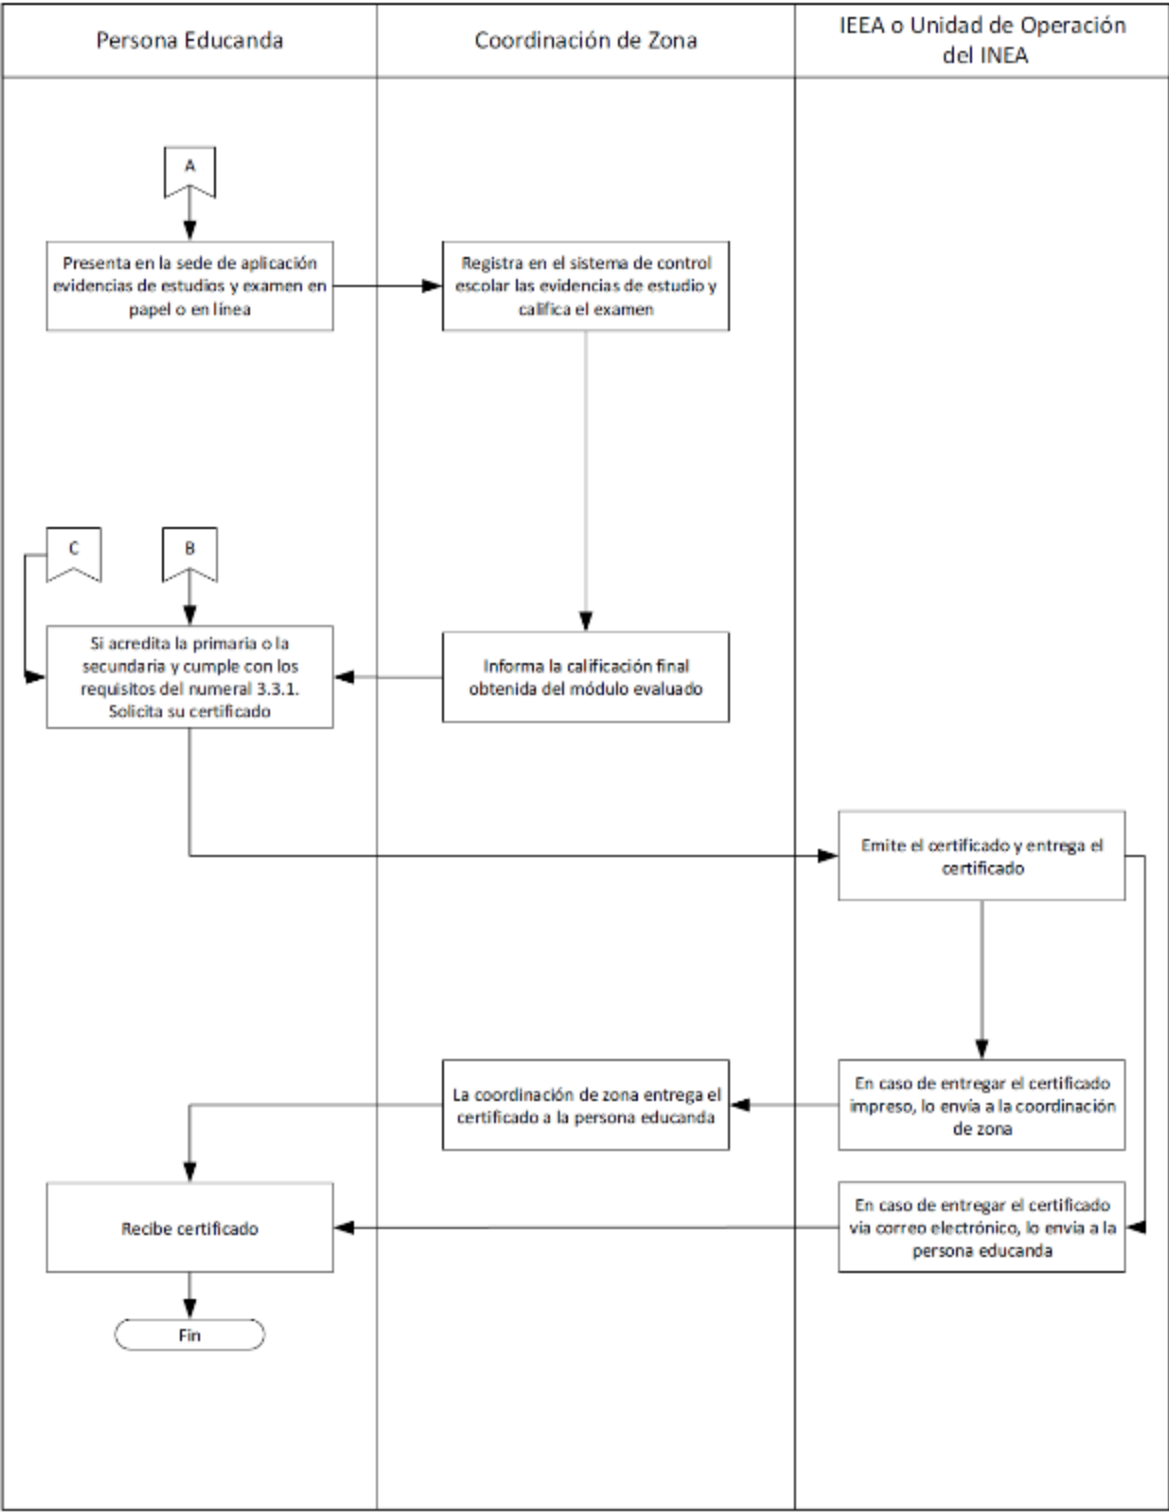 Persona Educanda
Coordinación de Zona
IEEA o Unidad de Operación
del INEA
A
Presenta en la sede de aplicación
evidencias de estudios y examen en
papel o en línea
Registra en el sistema de control
escolar las evidencias de estudio y
califica el examen
C
B
Si acredita la primaria o la
secundaria y cumple con los
requisitos del numeral 3.3.1.
Solicita su certificado
Informa la calificación final
obtenida del módulo evaluado
Emite el certificado y entrega el
certificado
La coordinación de zona entrega el
certificado a la persona educanda
En caso de entregar el certificado
impreso, lo envía a la coordinación
de zona
Recibe certificado
En caso de entregar el certificado
vía correo electrónico, lo envía a la
persona educanda
Fin